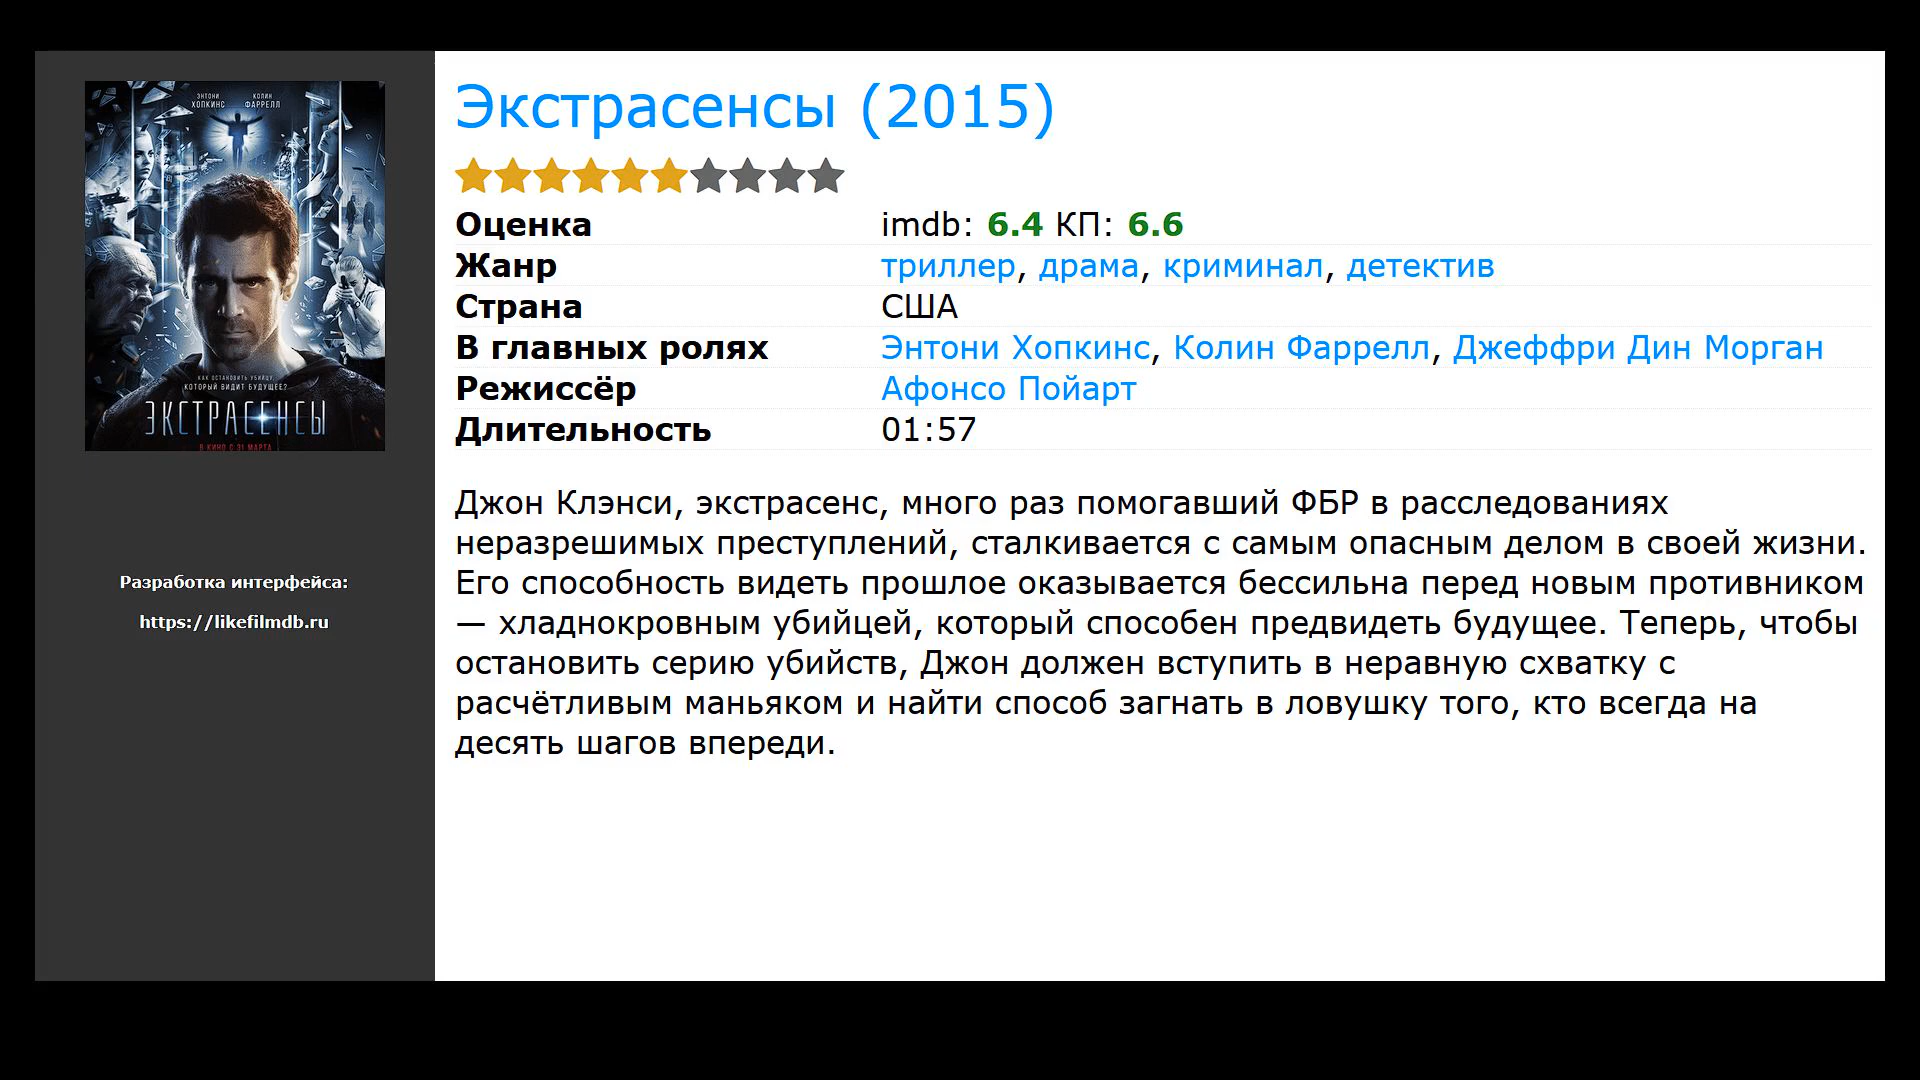 ЭНТОНИ ХОПКИНС
КОЛИН ФАРРЕЛЛ
КАК ОСТАНОВИТЬ УБИЙЦУ,
КОТОРЫЙ ВИДИТ БУДУЩЕЕ?
ЭКСТРАСЕНСЫ
В КИНО С 31 МАРТА
Разработка интерфейса:
https://likefilmdb.ru
Экстрасенсы (2015)
Оценка imdb: 6.4 КП: 6.6
Жанр триллер, драма, криминал, детектив
Страна США
В главных ролях Энтони Хопкинс, Колин Фаррелл, Джеффри Дин Морган
Режиссёр Афонсо Пойарт
Длительность 01:57
Джон Клэнси, экстрасенс, много раз помогавший ФБР в расследованиях
неразрешимых преступлений, сталкивается с самым опасным делом в своей жизни.
Его способность видеть прошлое оказывается бессильна перед новым противником
— хладнокровным убийцей, который способен предвидеть будущее. Теперь, чтобы
остановить серию убийств, Джон должен вступить в неравную схватку с
расчётливым маньяком и найти способ загнать в ловушку того, кто всегда на
десять шагов впереди.